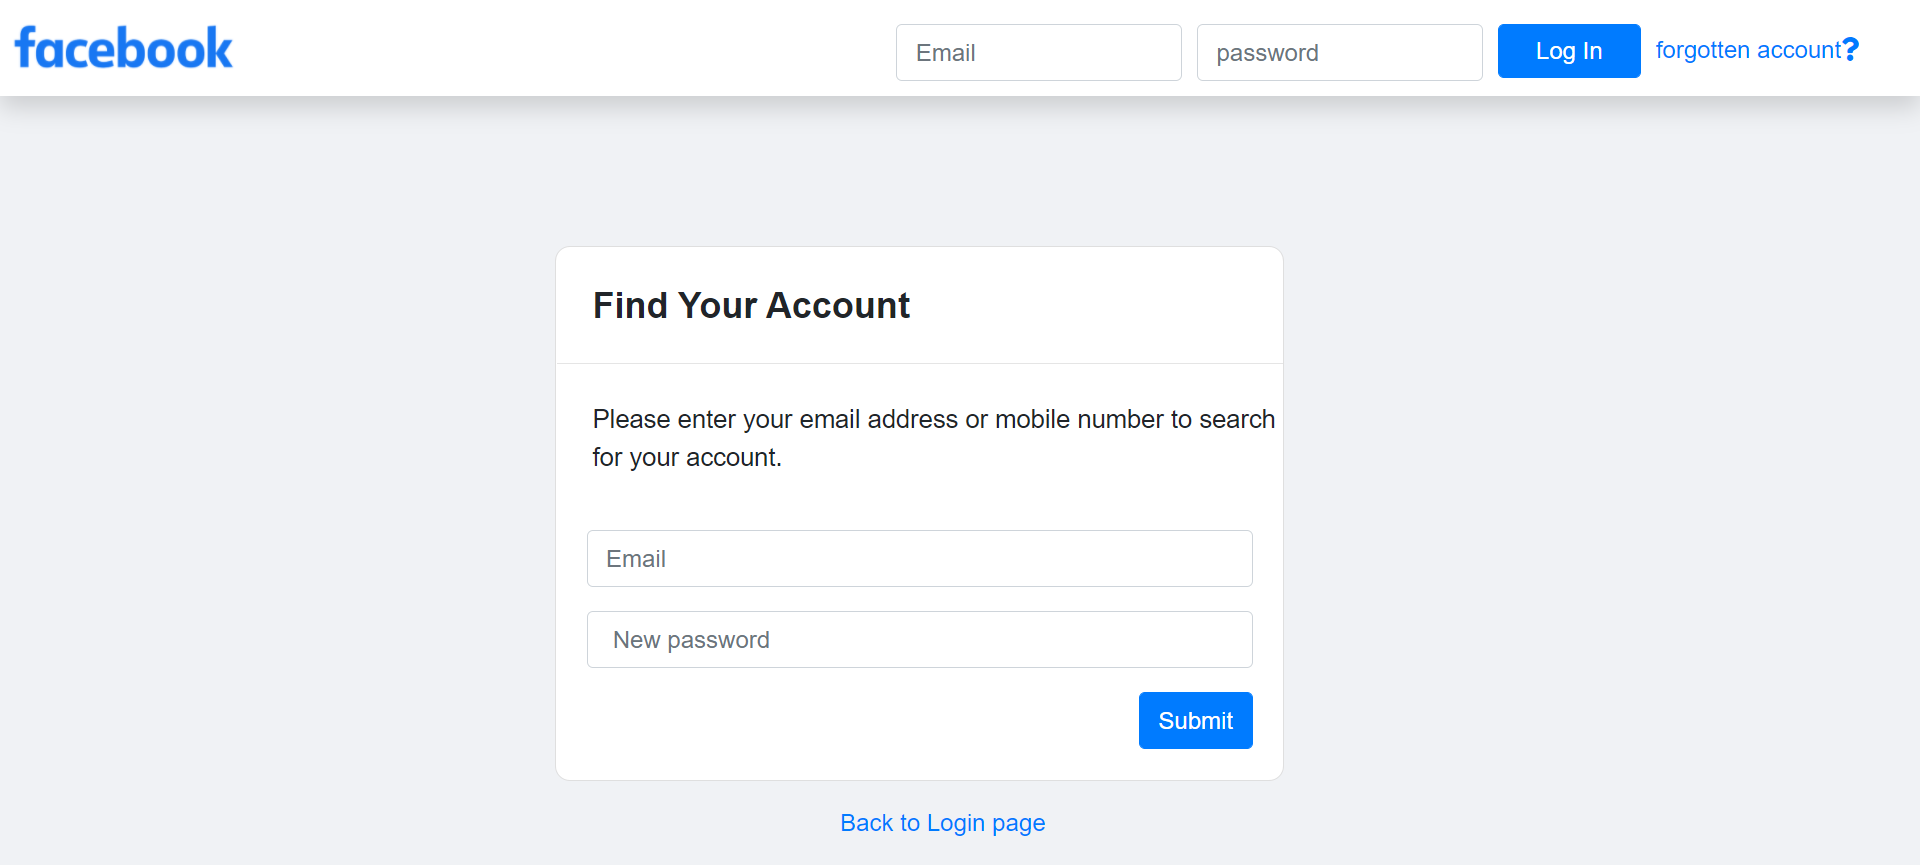 facebook
Email
password
Log In
forgotten account?
Find Your Account
Please enter your email address or mobile number to search
for your account.
Email
New password
Submit
Back to Login page